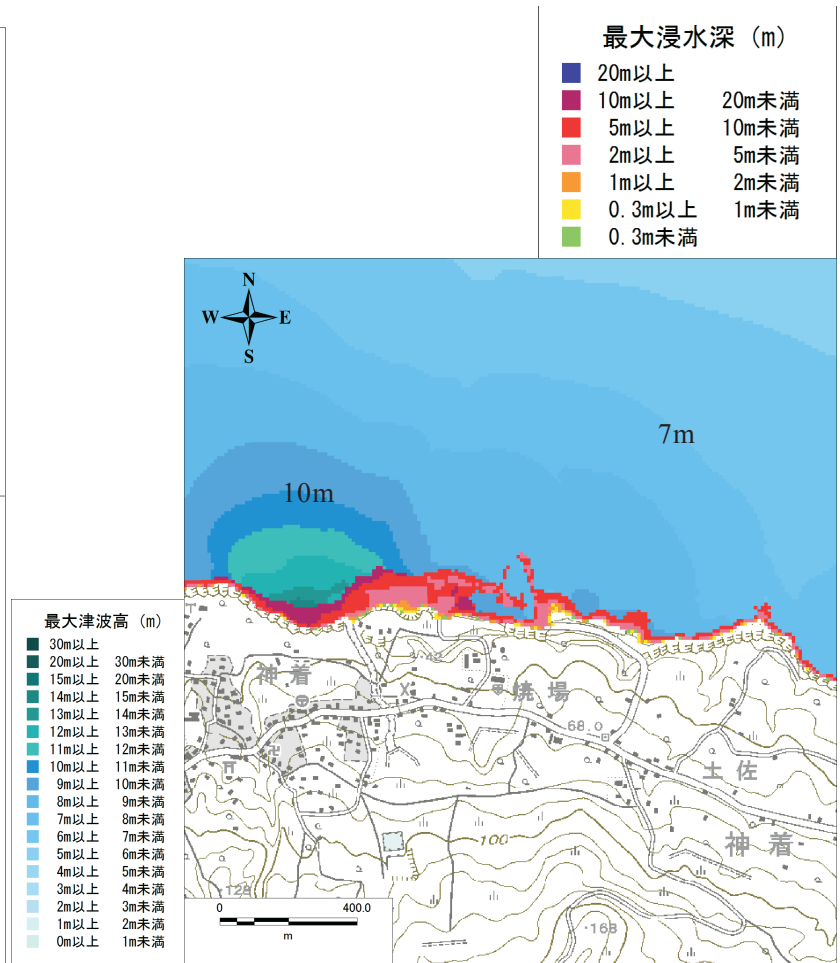 最大浸水深 (m)
20m以上
10m以上 20m未満
5m以上 10m未満
2m以上 5m未満
1m以上 2m未満
0.3m以上 1m未満
0.3m未満
N
W E
S
7m
10m
最大津波高 (m)
30m以上
20m以上 30m未満
15m以上 20m未満
14m以上 15m未満
13m以上 14m未満
12m以上 13m未満
11m以上 12m未満
10m以上 11m未満
9m以上 10m未満
8m以上 9m未満
7m以上 8m未満
6m以上 7m未満
5m以上 6m未満
4m以上 5m未満
3m以上 4m未満
2m以上 3m未満
1m以上 2m未満
0m以上 1m未満
神着
焼場
68.0
土佐
神着
100
128
168
0 400.0
m